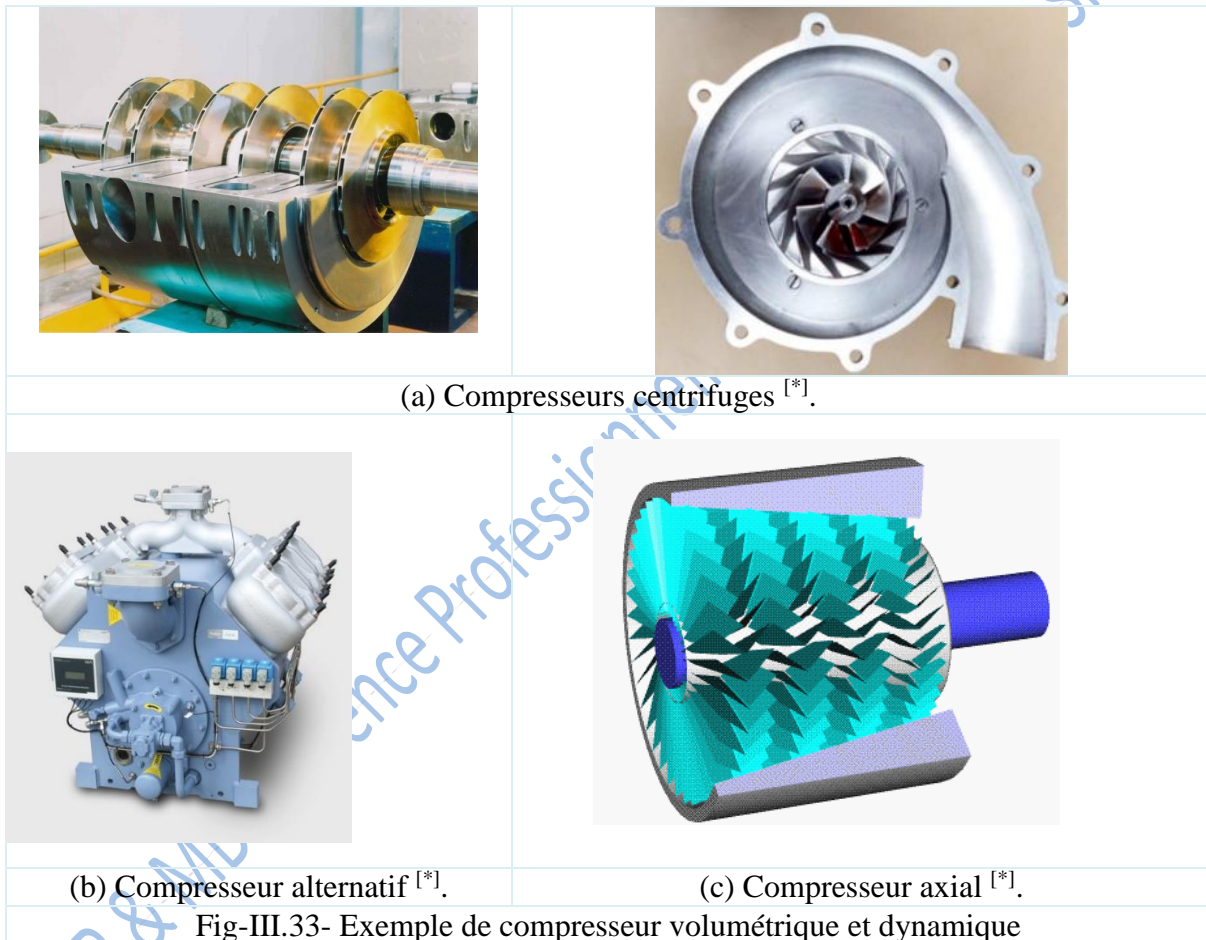 (a) Compresseurs centrifuges [*].
(b) Compresseur alternatif [*].
(c) Compresseur axial [*].
Fig-III.33- Exemple de compresseur volumétrique et dynamique